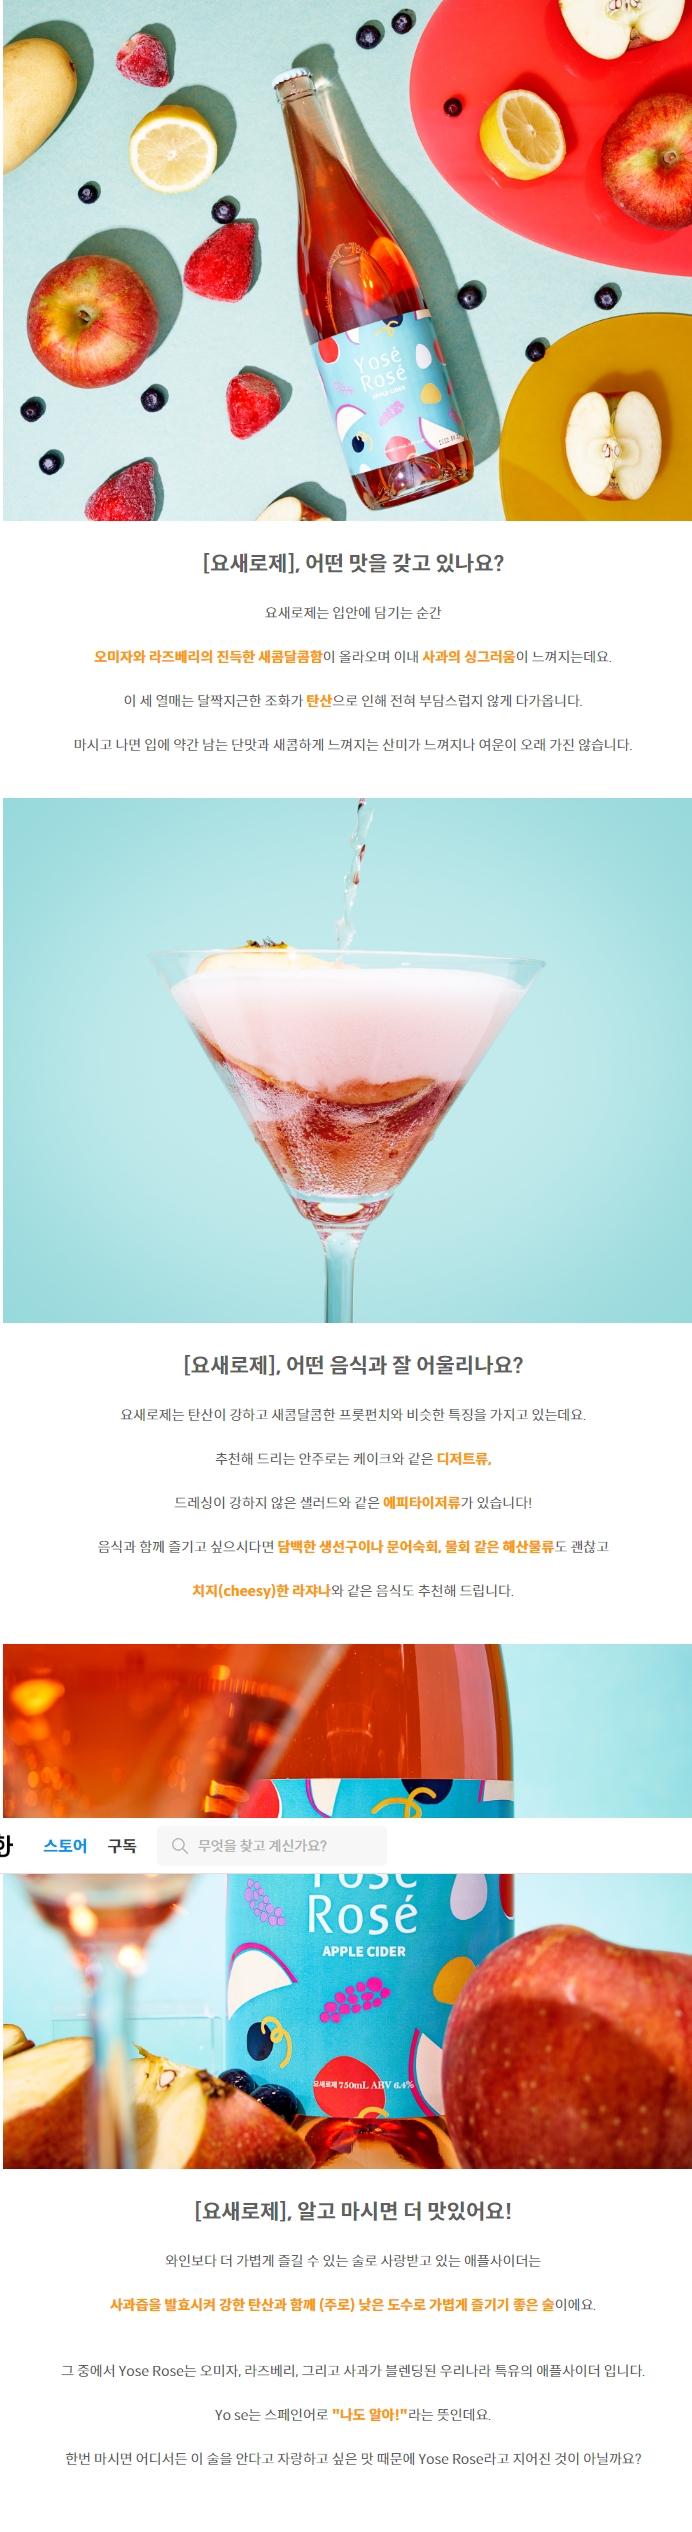 Yosé
Rosé
APPLE CIDER
[요새로제], 어떤 맛을 갖고 있나요?
요새로제는 입안에 담기는 순간
오미자와 라즈베리의 진득한 새콤달콤함이 올라오며 이내 사과의 싱그러움이 느껴지는데요.
이 세 열매는 달짝지근한 조화가 탄산으로 인해 전혀 부담스럽지 않게 다가옵니다.
마시고 나면 입에 약간 남는 단맛과 새콤하게 느껴지는 산미가 느껴지나 여운이 오래 가진 않습니다.
[요새로제], 어떤 음식과 잘 어울리나요?
요새로제는 탄산이 강하고 새콤달콤한 프룻펀치와 비슷한 특징을 가지고 있는데요.
추천해 드리는 안주로는 케이크와 같은 디저트류,
드레싱이 강하지 않은 샐러드와 같은 에피타이저류가 있습니다!
음식과 함께 즐기고 싶으시다면 담백한 생선구이나 문어숙회, 물회 같은 해산물류도 괜찮고
치지(cheesy)한 라쟈냐와 같은 음식도 추천해 드립니다.
한 스토어 구독 무엇을 찾고 계신가요?
Yosé
Rosé
APPLE CIDER
요새로제 750mL ABV 6.4%
[요새로제], 알고 마시면 더 맛있어요!
와인보다 더 가볍게 즐길 수 있는 술로 사랑받고 있는 애플사이더는
사과즙을 발효시켜 강한 탄산과 함께 (주로) 낮은 도수로 가볍게 즐기기 좋은 술이에요.
그 중에서 Yose Rose는 오미자, 라즈베리, 그리고 사과가 블렌딩된 우리나라 특유의 애플사이더 입니다.
Yo se는 스페인어로 "나도 알아!"라는 뜻인데요.
한번 마시면 어디서든 이 술을 안다고 자랑하고 싶은 맛 때문에 Yose Rose라고 지어진 것이 아닐까요?